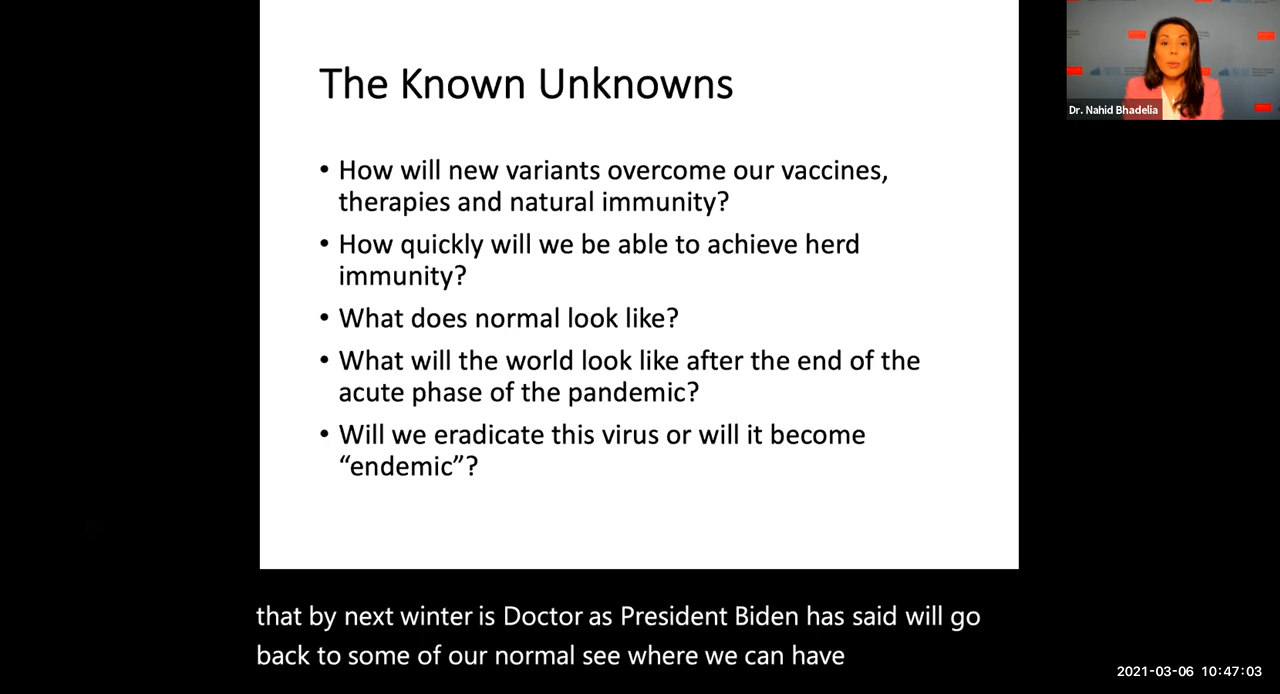 The Known Unknowns
• How will new variants overcome our vaccines,
therapies and natural immunity?
• How quickly will we be able to achieve herd
immunity?
• What does normal look like?
• What will the world look like after the end of the
acute phase of the pandemic?
• Will we eradicate this virus or will it become
“endemic”?
Dr. Nahid Bhadelia
that by next winter is Doctor as President Biden has said will go
back to some of our normal see where we can have
2021-03-06 10:47:03